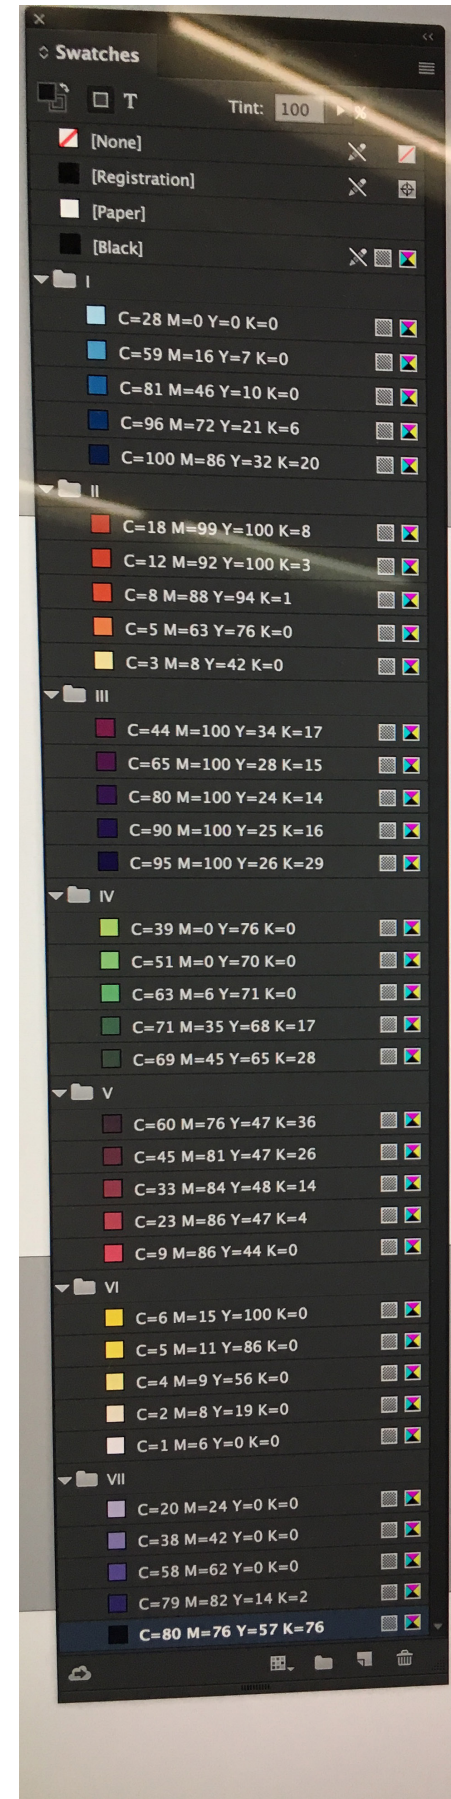 Swatches
T Tint: 100 %
[None]
[Registration]
[Paper]
[Black]
I
C=28 M=0 Y=0 K=0
C=59 M=16 Y=7 K=0
C=81 M=46 Y=10 K=0
C=96 M=72 Y=21 K=6
C=100 M=86 Y=32 K=20
II
C=18 M=99 Y=100 K=8
C=12 M=92 Y=100 K=3
C=8 M=88 Y=94 K=1
C=5 M=63 Y=76 K=0
C=3 M=8 Y=42 K=0
III
C=44 M=100 Y=34 K=17
C=65 M=100 Y=28 K=15
C=80 M=100 Y=24 K=14
C=90 M=100 Y=25 K=16
C=95 M=100 Y=26 K=29
IV
C=39 M=0 Y=76 K=0
C=51 M=0 Y=70 K=0
C=63 M=6 Y=71 K=0
C=71 M=35 Y=68 K=17
C=69 M=45 Y=65 K=28
V
C=60 M=76 Y=47 K=36
C=45 M=81 Y=47 K=26
C=33 M=84 Y=48 K=14
C=23 M=86 Y=47 K=4
C=9 M=86 Y=44 K=0
VI
C=6 M=15 Y=100 K=0
C=5 M=11 Y=86 K=0
C=4 M=9 Y=56 K=0
C=2 M=8 Y=19 K=0
C=1 M=6 Y=0 K=0
VII
C=20 M=24 Y=0 K=0
C=38 M=42 Y=0 K=0
C=58 M=62 Y=0 K=0
C=79 M=82 Y=14 K=2
C=80 M=76 Y=57 K=76